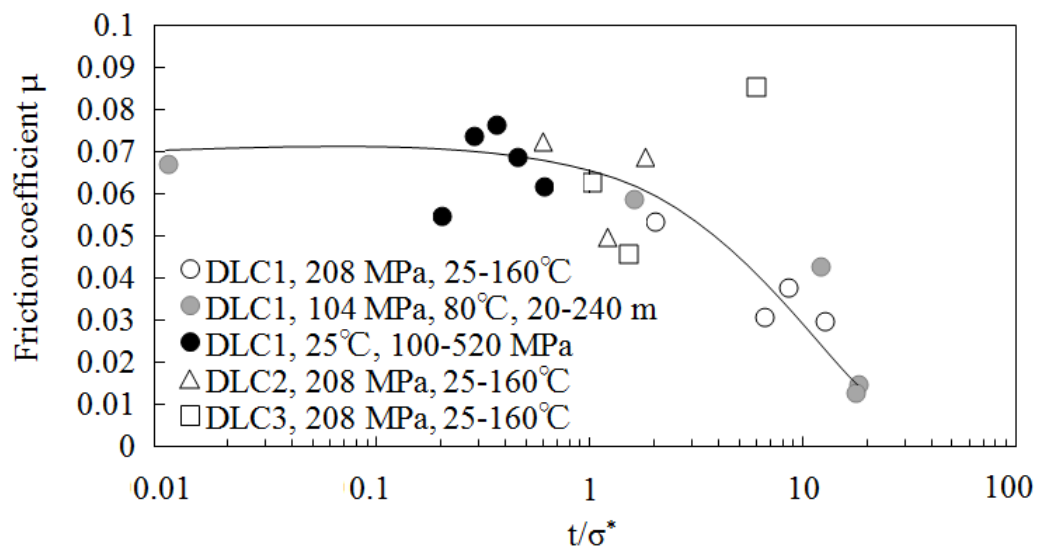 0.1
0.09
0.08
0.07
0.06
0.05
0.04
0.03
0.02
0.01
0
Friction coefficient μ
DLC1, 208 MPa, 25-160℃
DLC1, 104 MPa, 80℃, 20-240 m
DLC1, 25℃, 100-520 MPa
DLC2, 208 MPa, 25-160℃
DLC3, 208 MPa, 25-160℃
0.01 0.1 1 10 100
t/σ*